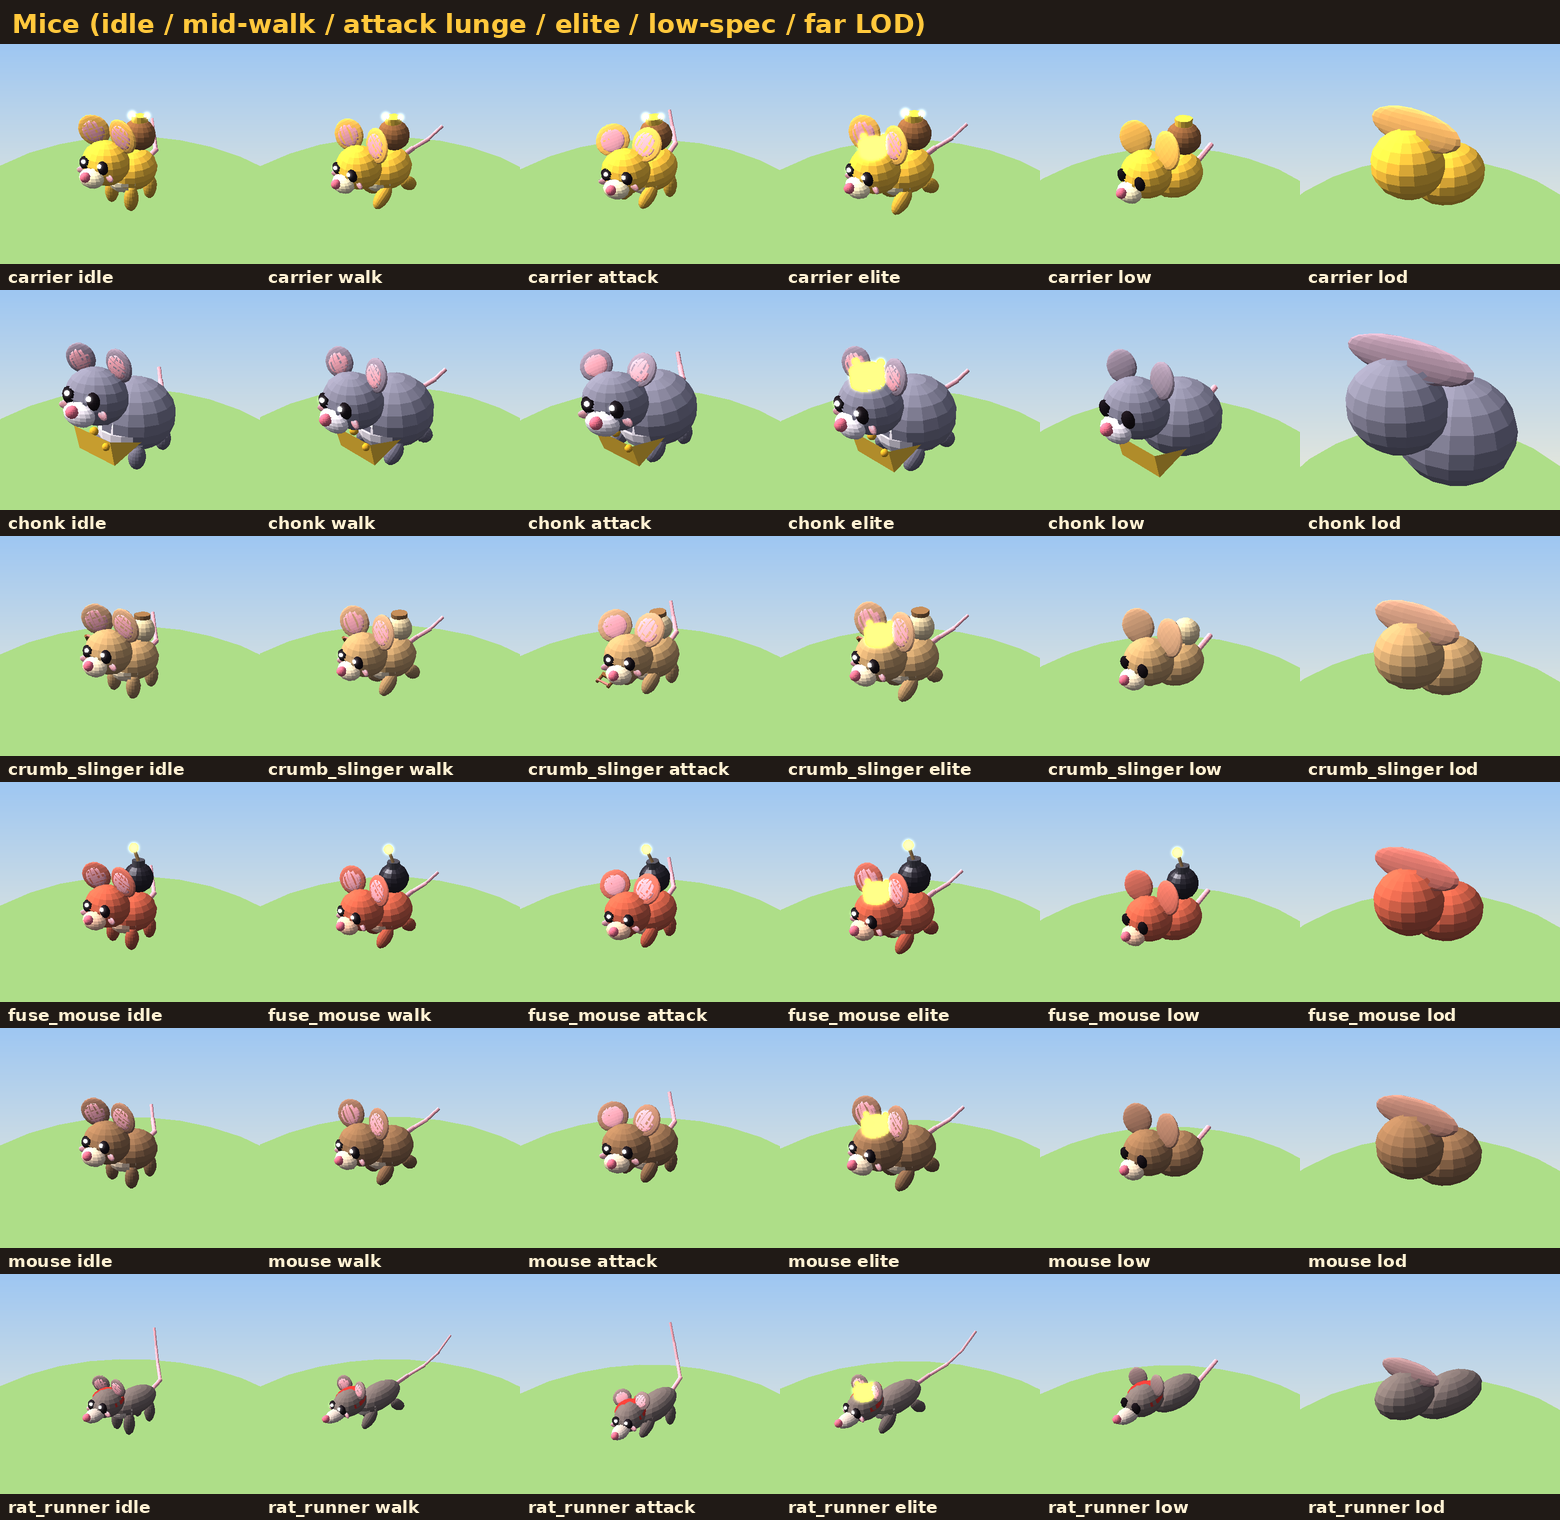 Mice (idle / mid-walk / attack lunge / elite / low-spec / far LOD)
carrier idle
carrier walk
carrier attack
carrier elite
carrier low
carrier lod
chonk idle
chonk walk
chonk attack
chonk elite
chonk low
chonk lod
crumb_slinger idle
crumb_slinger walk
crumb_slinger attack
crumb_slinger elite
crumb_slinger low
crumb_slinger lod
fuse_mouse idle
fuse_mouse walk
fuse_mouse attack
fuse_mouse elite
fuse_mouse low
fuse_mouse lod
mouse idle
mouse walk
mouse attack
mouse elite
mouse low
mouse lod
rat_runner idle
rat_runner walk
rat_runner attack
rat_runner elite
rat_runner low
rat_runner lod